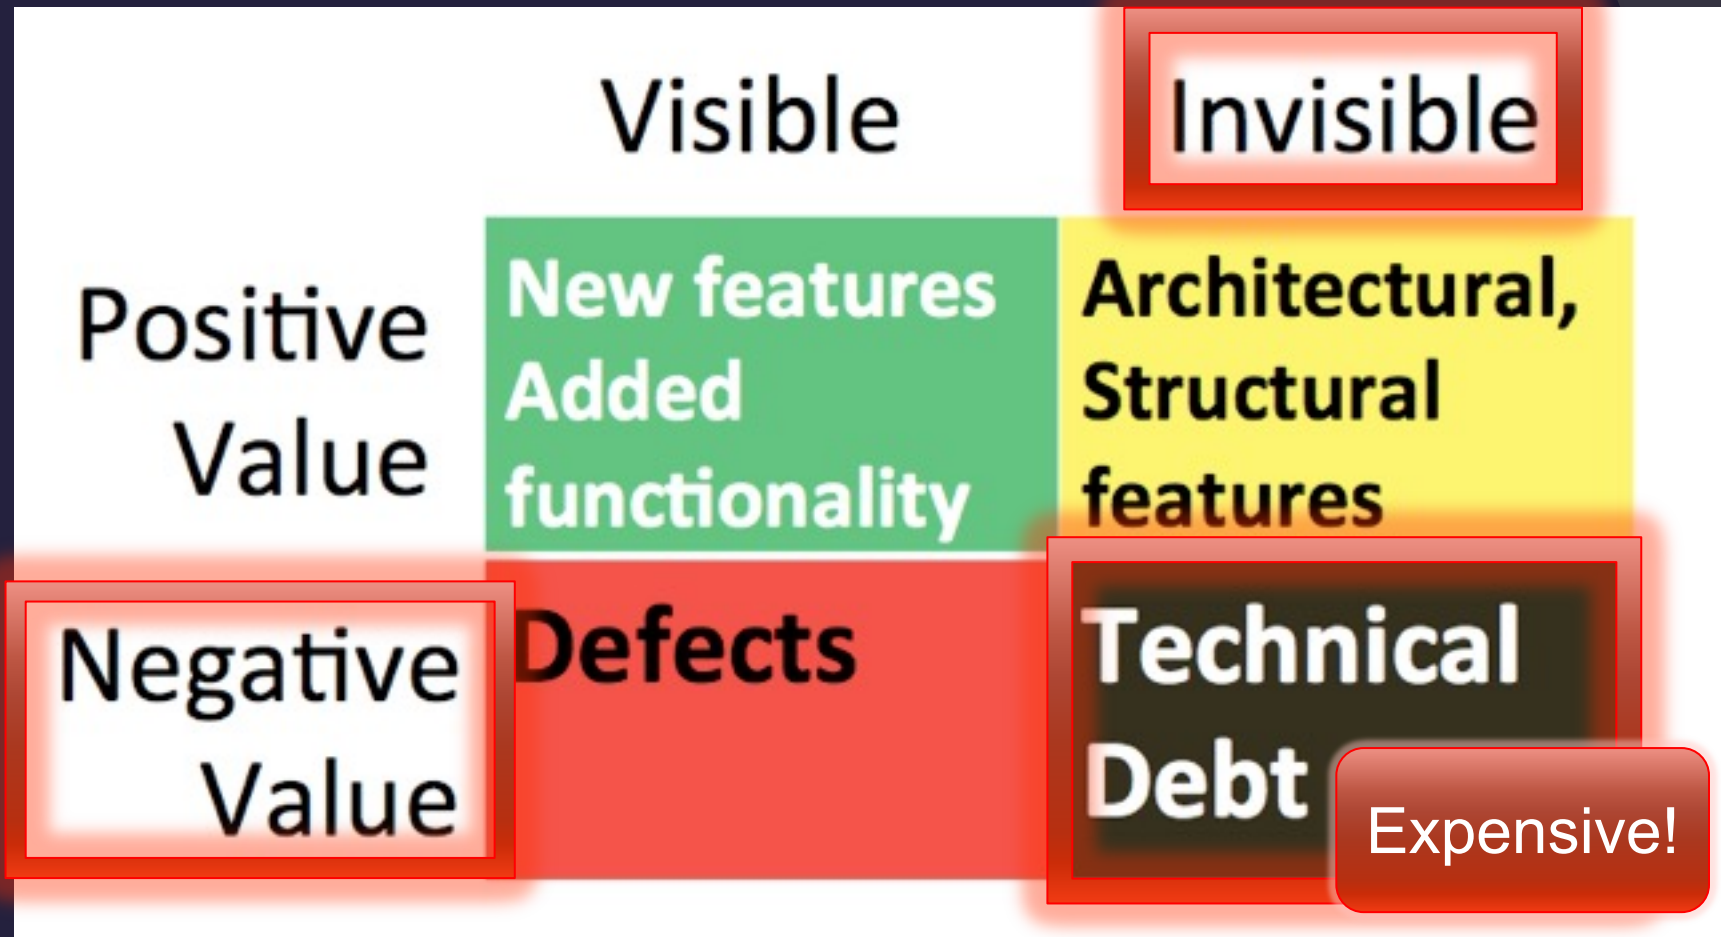 Visible
Invisible
Positive
Value
New features
Added
functionality
Architectural,
Structural
features
Negative
Value
Defects
Technical
Debt
Expensive!